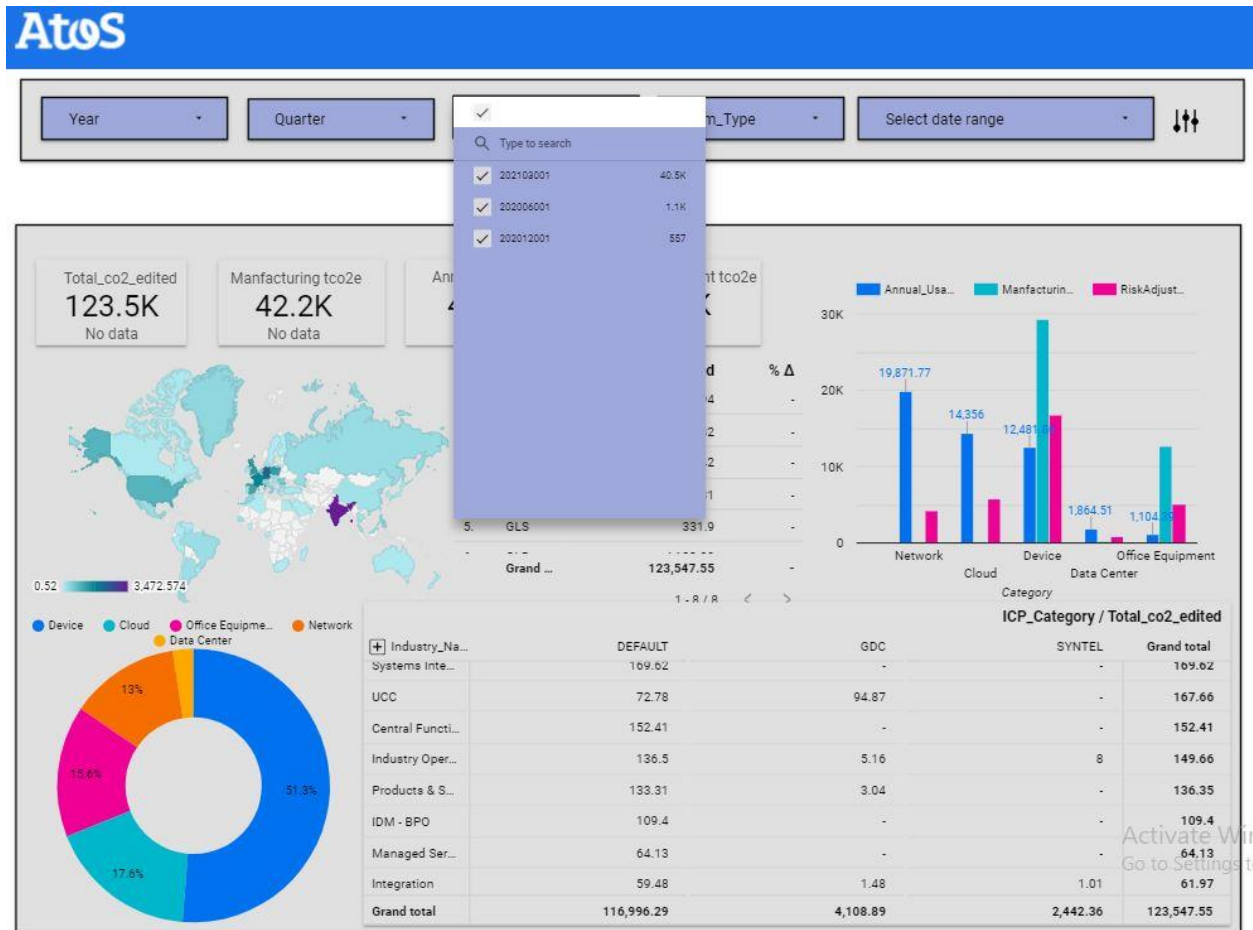 Atos
Year Quarter m_Type Select date range
Type to search
202103001 40.5K
202006001 1.1K
202012001 557
Total_co2_edited Manfacturing tco2e Ann nt tco2e
123.5K 42.2K
No data No data
Annual_Usa... Manfacturin... RiskAdjust...
30K
20K
10K
0
19,871.77
14,356
1,864.51
Network Cloud Device Data Center Office Equipment
Category
d % Δ
5. GLS 331.9 -
Grand ... 123,547.55 -
1 - 8 / 8 < >
0.52 3,472.574
Device Cloud Office Equipme... Network
Data Center
13%
15.6%
51.3%
17.6%
ICP_Category / Total_co2_edited
Industry_Na... DEFAULT GDC SYNTEL Grand total
Systems Inte... 169.62 - - 169.62
UCC 72.78 94.87 - 167.66
Central Functi... 152.41 - - 152.41
Industry Oper... 136.5 5.16 8 149.66
Products & S... 133.31 3.04 - 136.35
IDM - BPO 109.4 - - 109.4
Managed Ser... 64.13 - - 64.13
Integration 59.48 1.48 1.01 61.97
Grand total 116,996.29 4,108.89 2,442.36 123,547.55
Activate Win
Go to Settings t